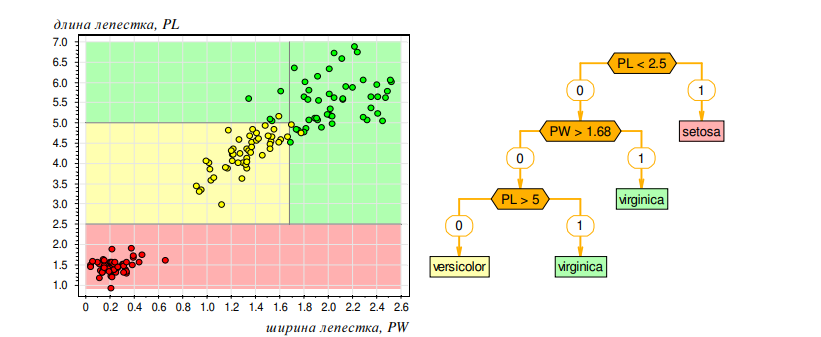 длина лепестка, PL
7.0
6.5
6.0
5.5
5.0
4.5
4.0
3.5
3.0
2.5
2.0
1.5
1.0
0 0.2 0.4 0.6 0.8 1.0 1.2 1.4 1.6 1.8 2.0 2.2 2.4 2.6
ширина лепестка, PW
PL < 2.5
0 1
PW > 1.68 setosa
0 1
PL > 5 virginica
0 1
versicolor virginica